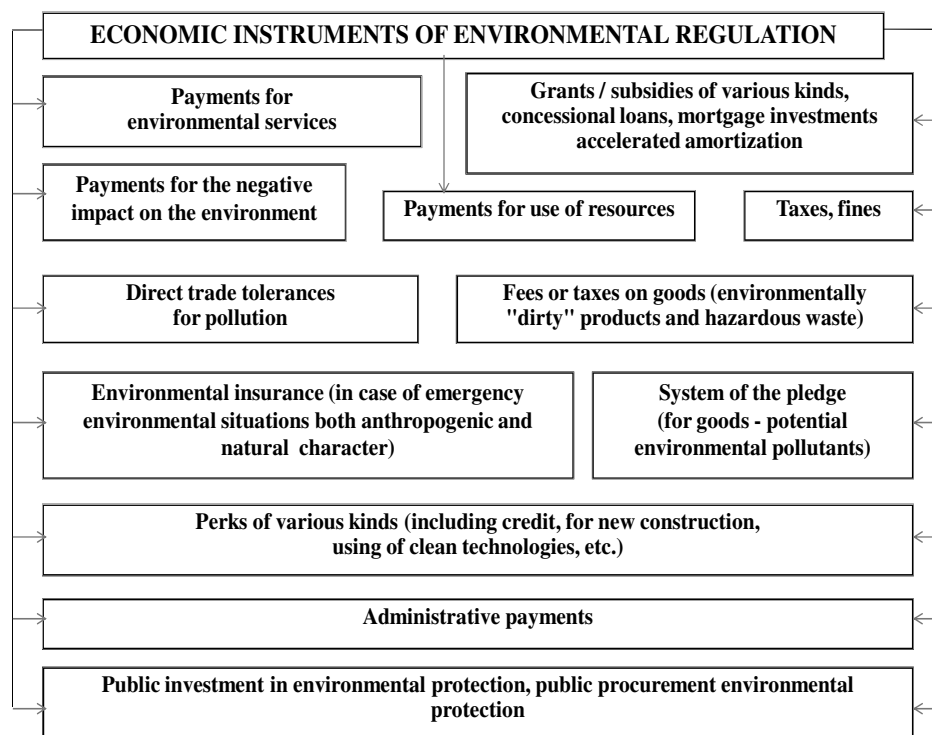 ECONOMIC INSTRUMENTS OF ENVIRONMENTAL REGULATION
Payments for
environmental services
Grants / subsidies of various kinds,
concessional loans, mortgage investments
accelerated amortization
Payments for the negative
impact on the environment
Payments for use of resources
Taxes, fines
Direct trade tolerances
for pollution
Fees or taxes on goods (environmentally
"dirty" products and hazardous waste)
Environmental insurance (in case of emergency
environmental situations both anthropogenic and
natural character)
System of the pledge
(for goods - potential
environmental pollutants)
Perks of various kinds (including credit, for new construction,
using of clean technologies, etc.)
Administrative payments
Public investment in environmental protection, public procurement environmental
protection